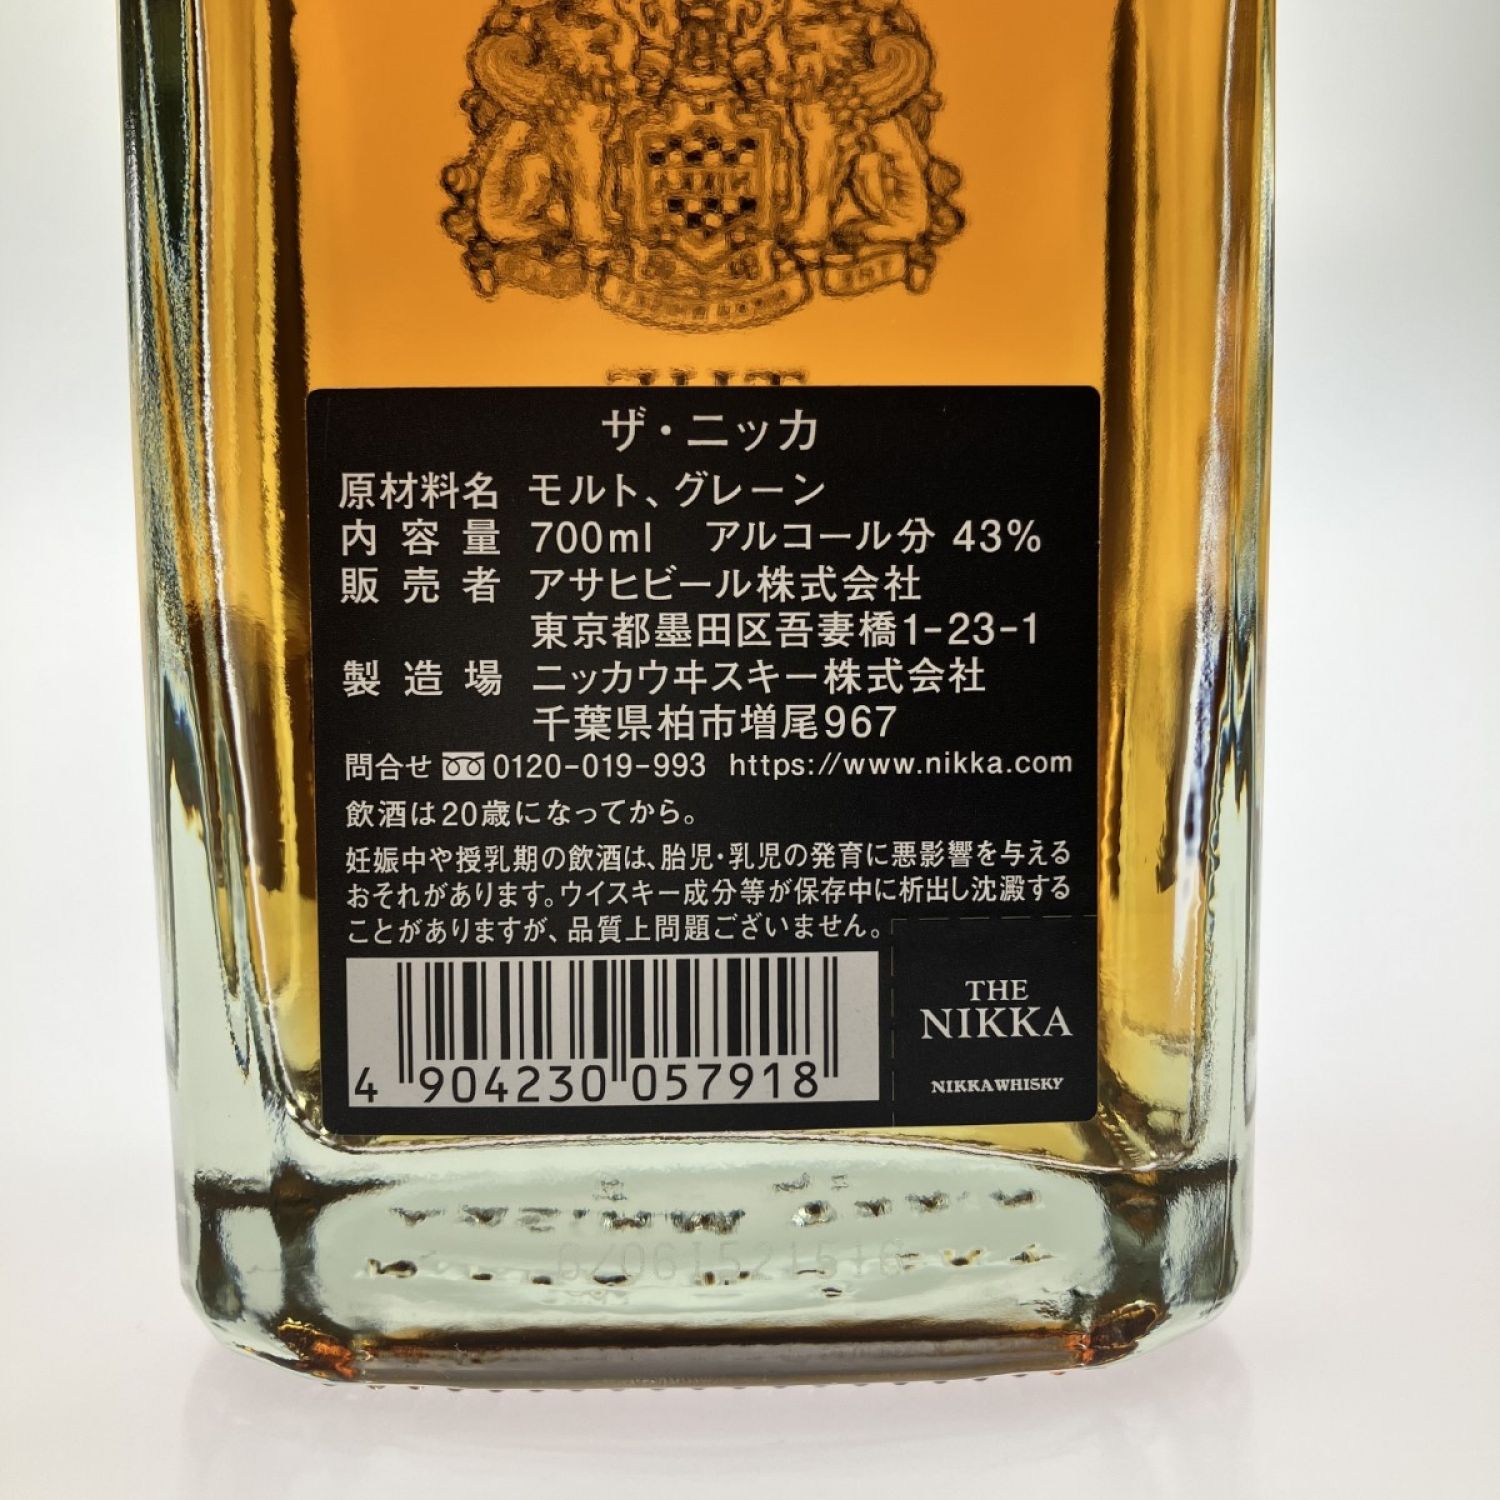 ザ・ニッカ
原材料名 モルト、グレーン
内容量 700ml アルコール分 43%
販売者 アサヒビール株式会社
東京都墨田区吾妻橋1-23-1
製造場 ニッカウヰスキー株式会社
千葉県柏市増尾967
問合せ 0120-019-993 https://www.nikka.com
飲酒は20歳になってから。
妊娠中や授乳期の飲酒は、胎児・乳児の発育に悪影響を与える
おそれがあります。ウイスキー成分等が保存中に析出し沈澱する
ことがありますが、品質上問題ございません。
4 904230 057918
THE
NIKKA
NIKKA WHISKY